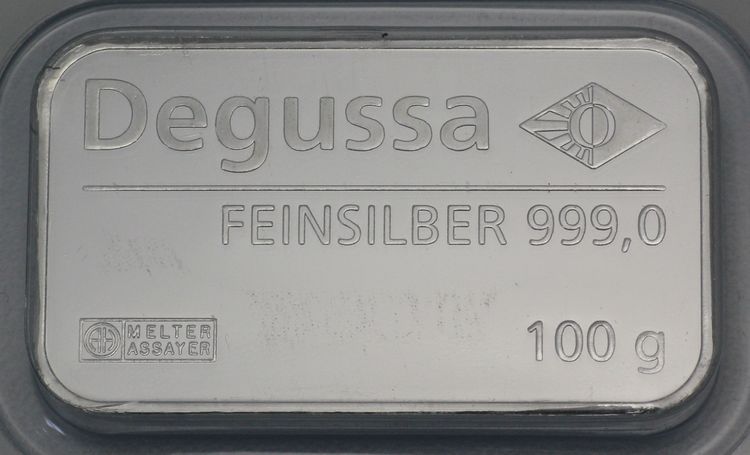 Degussa
FEINSILBER 999,0
MELTER
ASSAYER
100 g